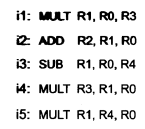 i1: MULT R1, R0, R3
i2: ADD R2, R1, R0
i3: SUB R1, R0, R4
i4: MULT R3, R1, R0
i5: MULT R1, R4, R0